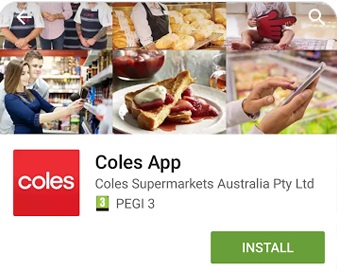 coles
Coles App
Coles Supermarkets Australia Pty Ltd
3 PEGI 3
INSTALL